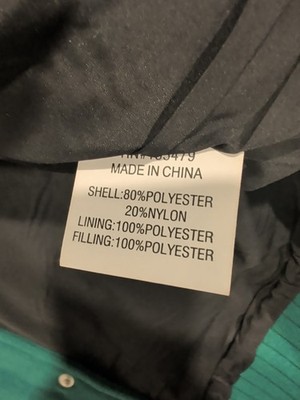 MADE IN CHINA
SHELL:80%POLYESTER
20%NYLON
LINING:100%POLYESTER
FILLING:100%POLYESTER